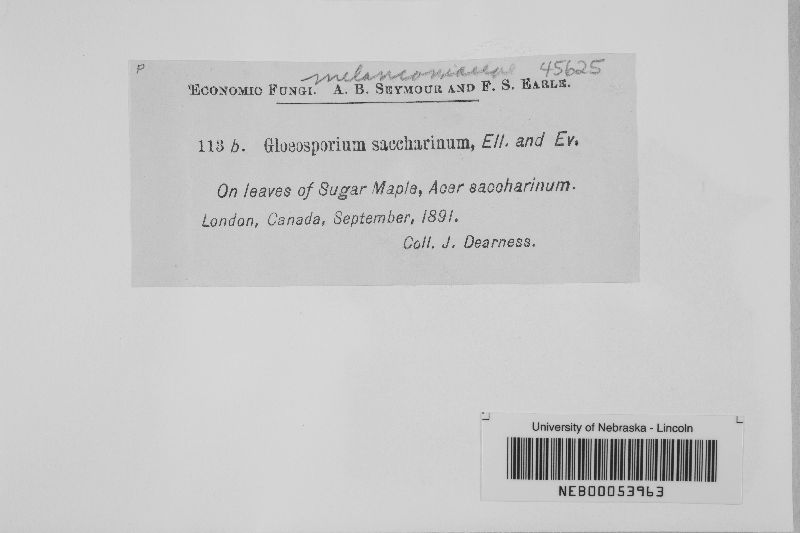 P
melanconiaceae 45625
Economic Fungi. A. B. Seymour and F. S. Earle.
113 b. Gloeosporium saccharinum, Ell. and Ev.
On leaves of Sugar Maple, Acer saccharinum.
London, Canada, September, 1891.
Coll. J. Dearness.
University of Nebraska - Lincoln
NEB00053963